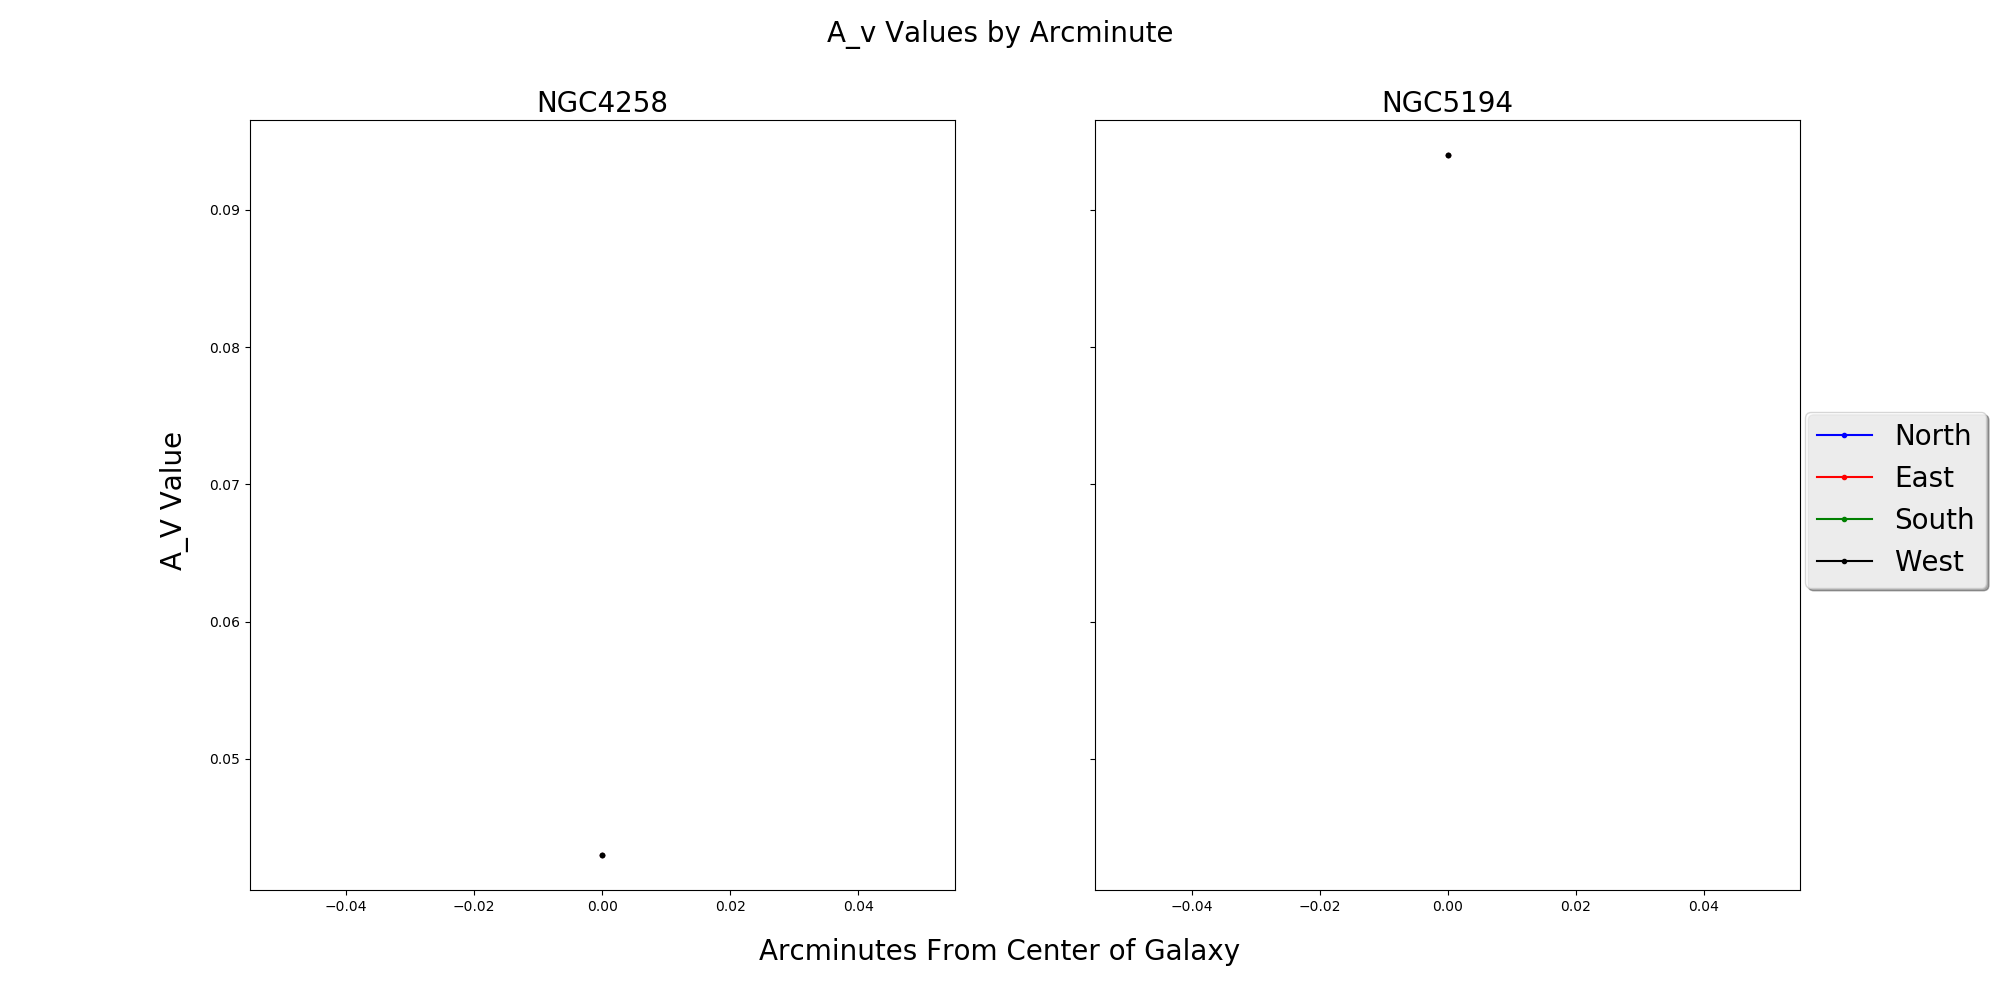 A_v Values by Arcminute
NGC4258
NGC5194
0.09
0.08
0.07
0.06
0.05
A_V Value
−0.04 −0.02 0.00 0.02 0.04
−0.04 −0.02 0.00 0.02 0.04
Arcminutes From Center of Galaxy
North
East
South
West